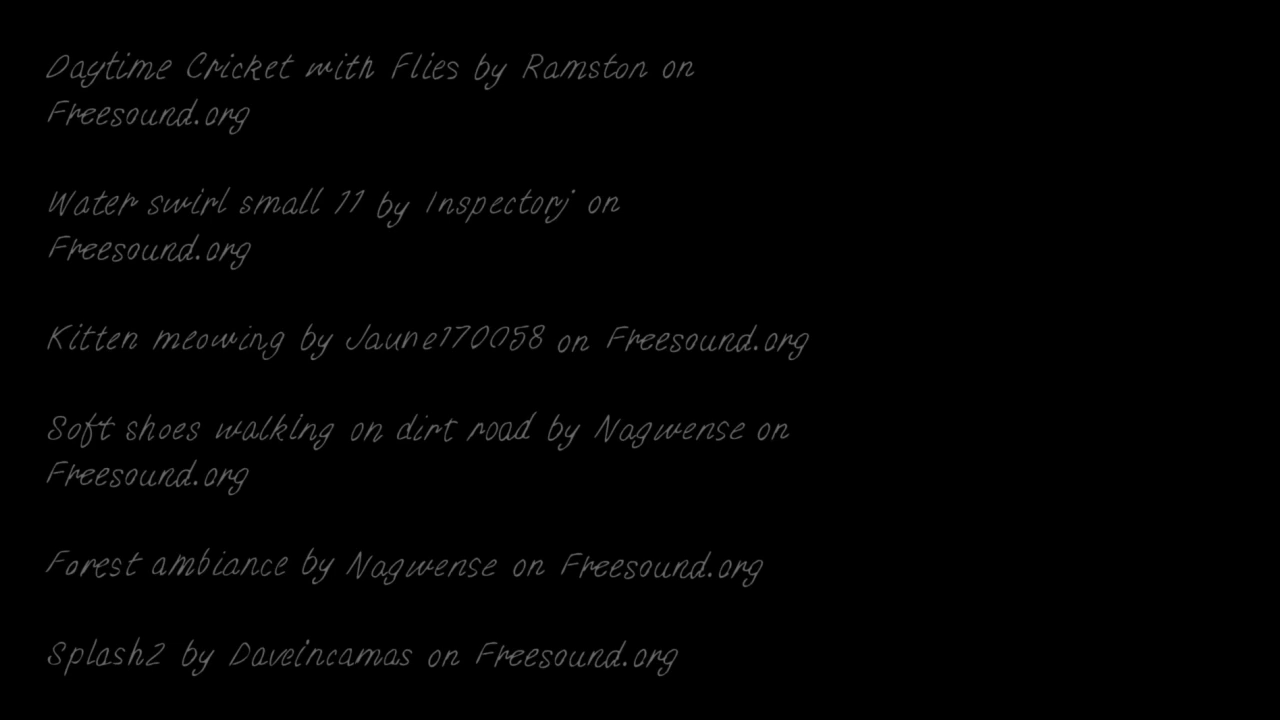 Daytime Cricket with Flies by Ramston on
Freesound.org
Water swirl small 11 by Inspectorj on
Freesound.org
Kitten meowing by Jaune170058 on Freesound.org
Soft shoes walking on dirt road by Nagwense on
Freesound.org
Forest ambiance by Nagwense on Freesound.org
Splash2 by Daveincamas on Freesound.org